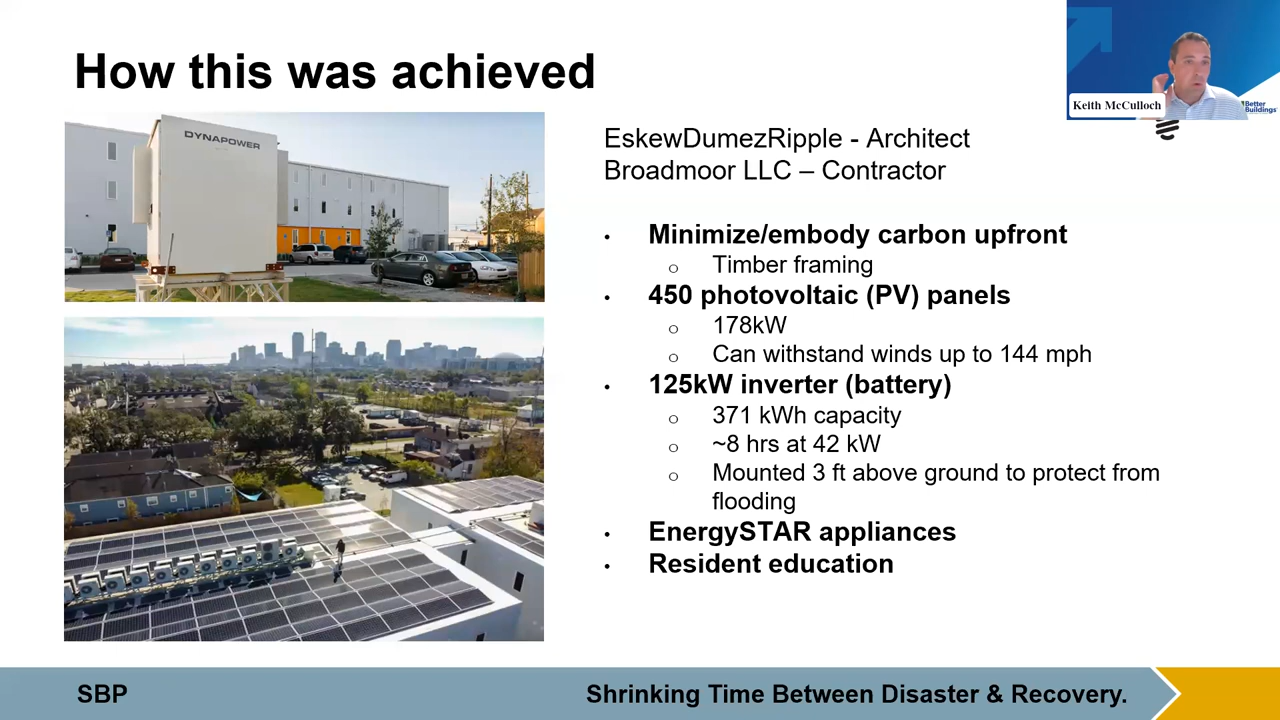 How this was achieved
Keith McCulloch
Better
Buildings
DYNAPOWER
EskewDumezRipple - Architect
Broadmoor LLC – Contractor
• Minimize/embody carbon upfront
o Timber framing
• 450 photovoltaic (PV) panels
o 178kW
o Can withstand winds up to 144 mph
• 125kW inverter (battery)
o 371 kWh capacity
o ~8 hrs at 42 kW
o Mounted 3 ft above ground to protect from
flooding
• EnergySTAR appliances
• Resident education
SBP
Shrinking Time Between Disaster & Recovery.